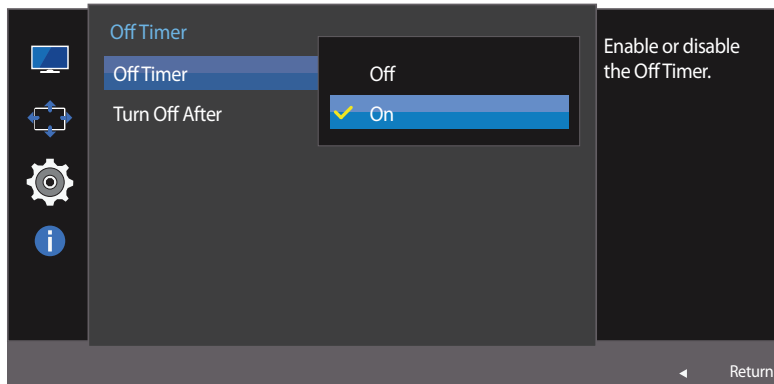 Off Timer
Off Timer
Off
Enable or disable
the Off Timer.
Turn Off After
On
i
Return